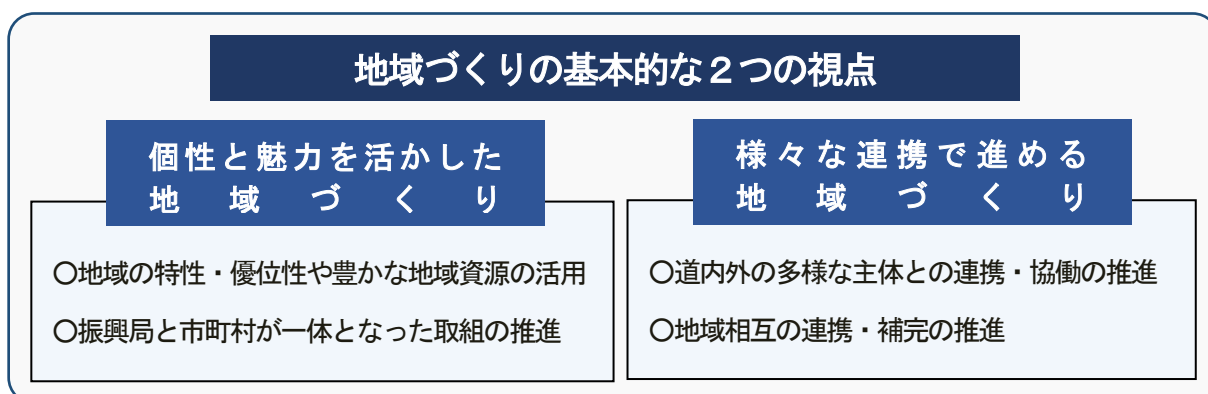 地域づくりの基本的な２つの視点
個性と魅力を活かした
地域づくり
〇地域の特性・優位性や豊かな地域資源の活用
〇振興局と市町村が一体となった取組の推進
様々な連携で進める
地域づくり
〇道内外の多様な主体との連携・協働の推進
〇地域相互の連携・補完の推進